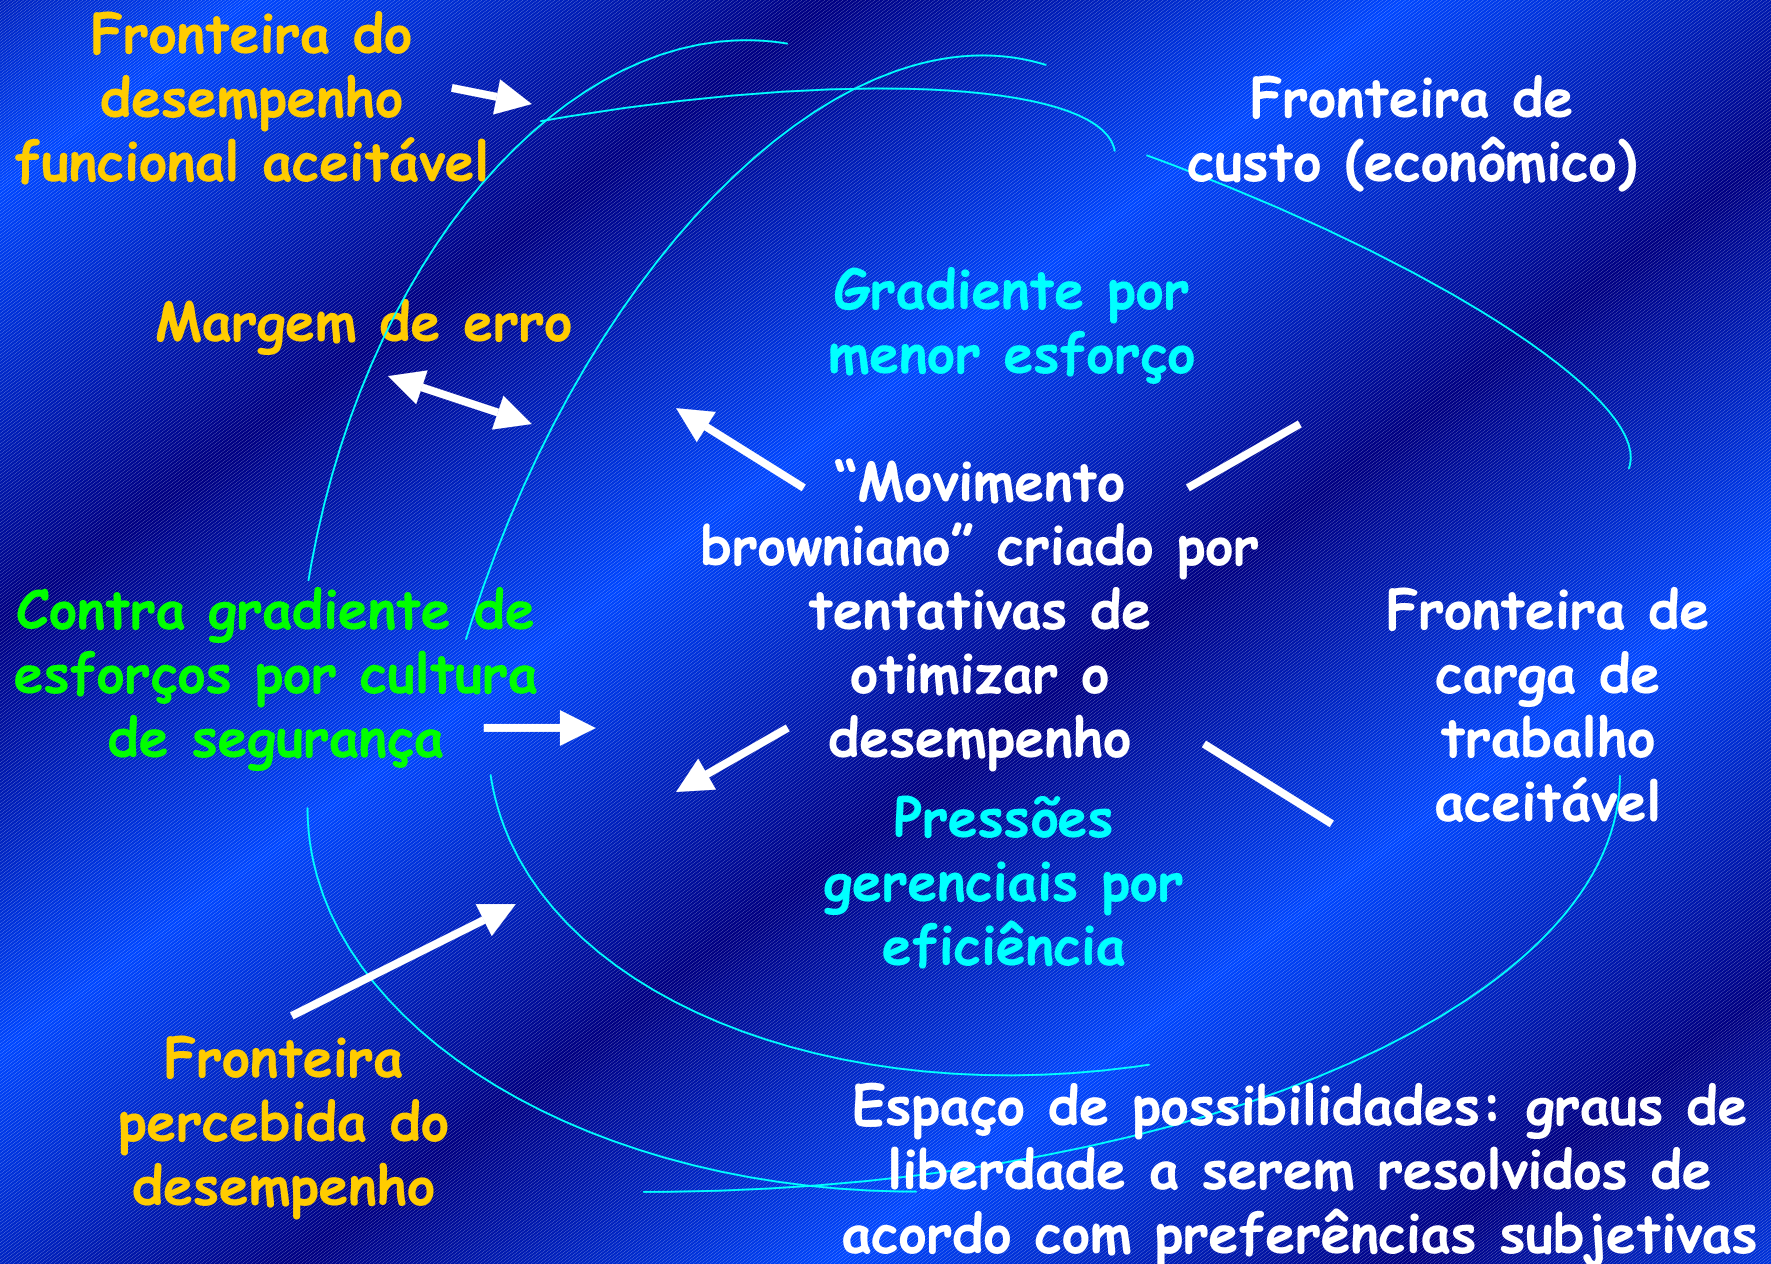 Fronteira do
desempenho
funcional aceitável
Fronteira de
custo (econômico)
Margem de erro
Gradiente por
menor esforço
“Movimento
browniano” criado por
tentativas de
otimizar o
desempenho
Contra gradiente de
esforços por cultura
de segurança
Fronteira de
carga de
trabalho
aceitável
Pressões
gerenciais por
eficiência
Fronteira
percebida do
desempenho
Espaço de possibilidades: graus de
liberdade a serem resolvidos de
acordo com preferências subjetivas